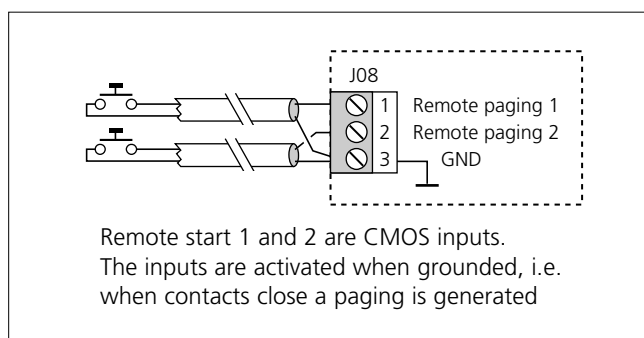 J08
1 Remote paging 1
2 Remote paging 2
3 GND
Remote start 1 and 2 are CMOS inputs.
The inputs are activated when grounded, i.e.
when contacts close a paging is generated